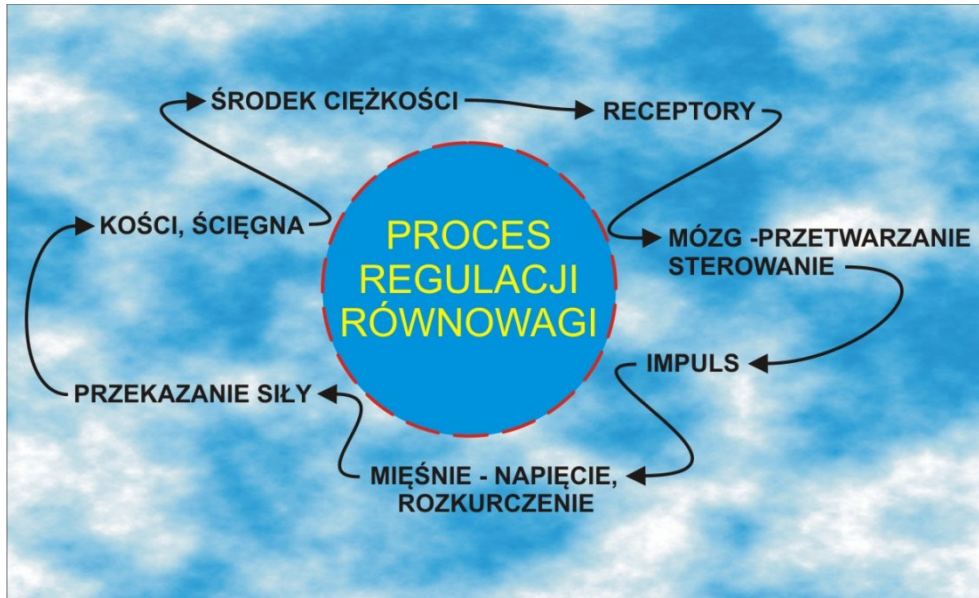 ŚRODEK CIĘŻKOŚCI
RECEPTORY
MÓZG -PRZETWARZANIE
STEROWANIE
IMPULS
MIĘŚNIE - NAPIĘCIE,
ROZKURCZENIE
PRZEKAZANIE SIŁY
KOŚCI, ŚCIĘGNA
PROCES
REGULACJI
RÓWNOWAGI